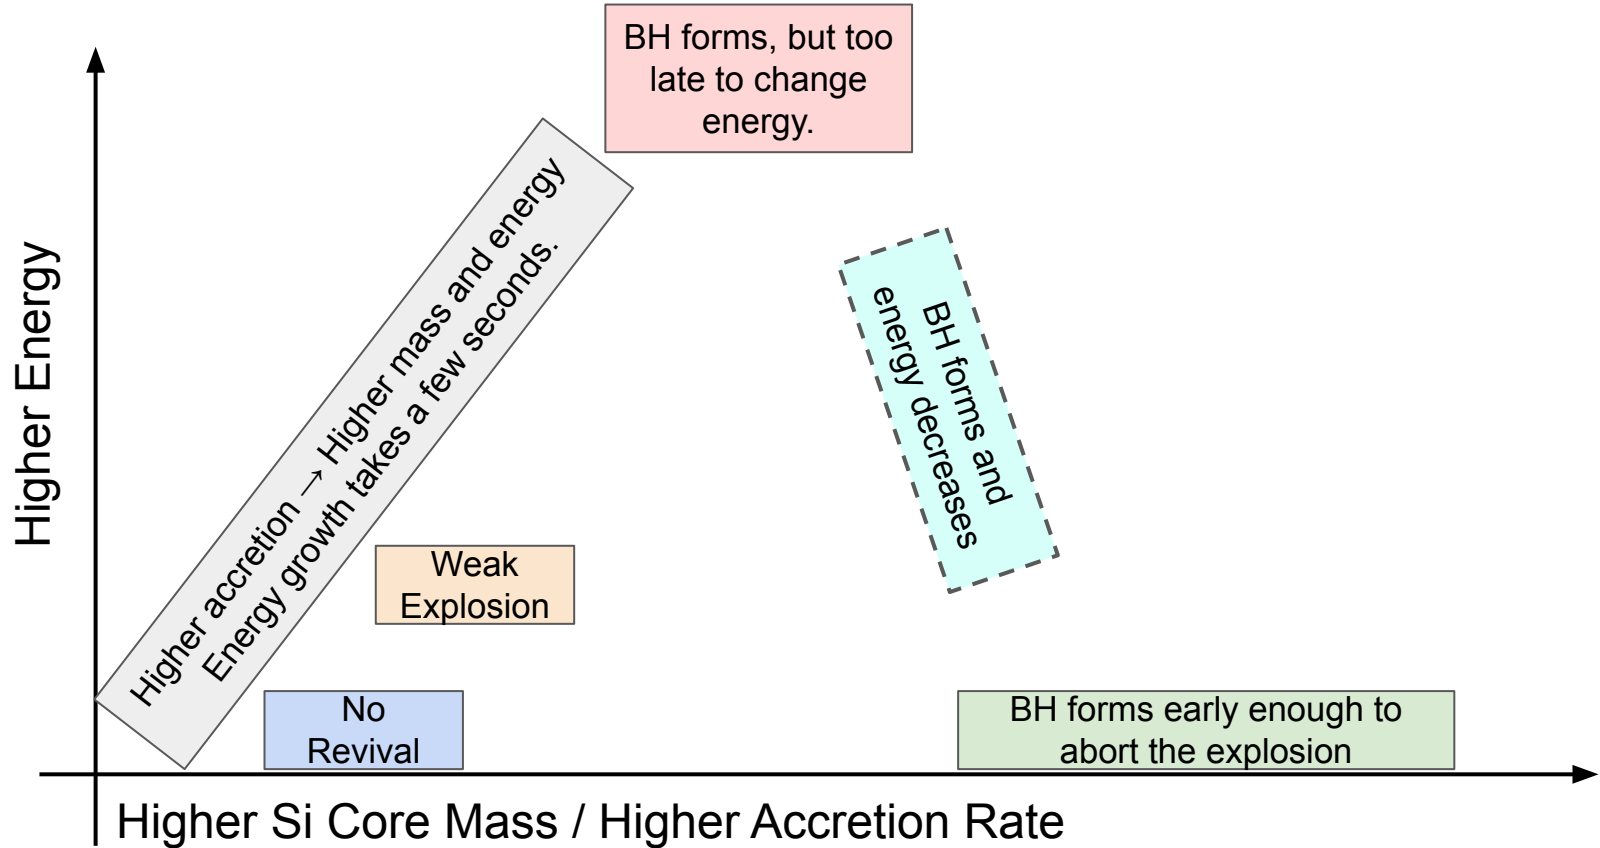 BH forms, but too
late to change
energy.
Higher accretion → Higher mass and energy
Energy growth takes a few seconds.
BH forms and
energy decreases
Weak
Explosion
No
Revival
BH forms early enough to
abort the explosion
Higher Energy
Higher Si Core Mass / Higher Accretion Rate